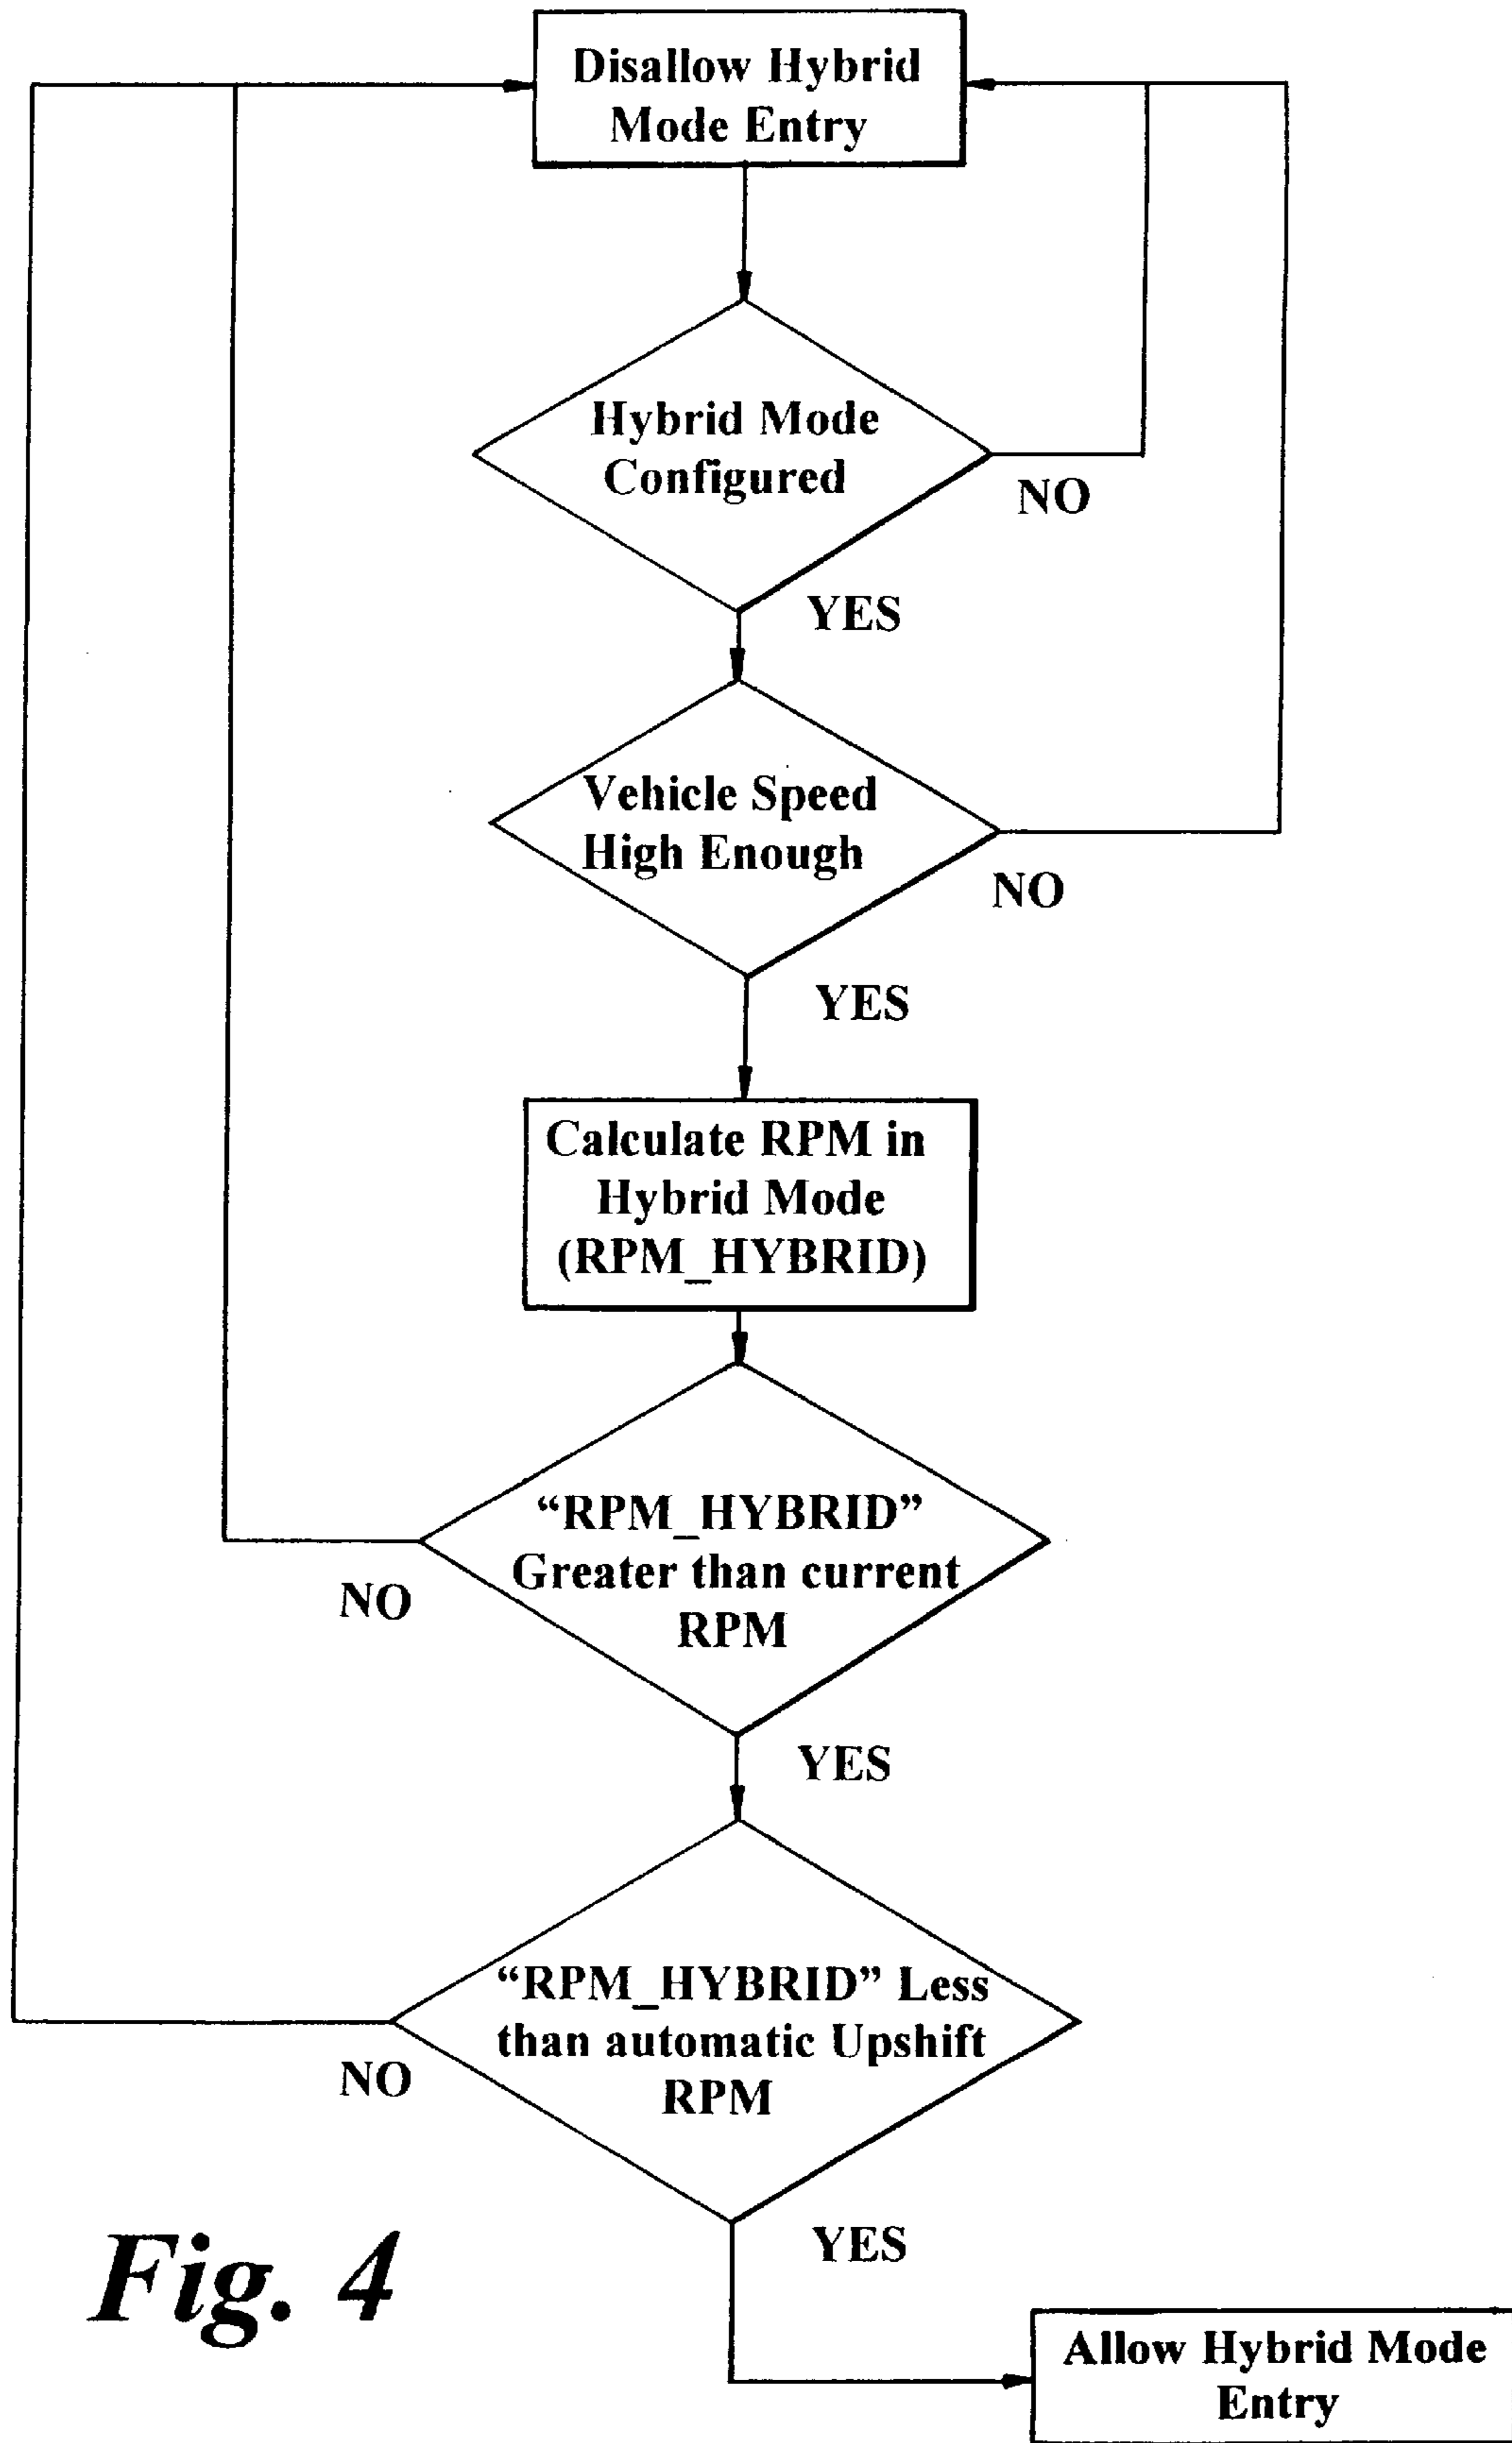 Disallow Hybrid
Mode Entry
Hybrid Mode
Configured
NO
YES
Vehicle Speed
High Enough
NO
YES
Calculate RPM in
Hybrid Mode
(RPM_HYBRID)
“RPM_HYBRID”
Greater than current
RPM
NO
YES
“RPM_HYBRID” Less
than automatic Upshift
RPM
NO
YES
Allow Hybrid Mode
Entry
Fig. 4